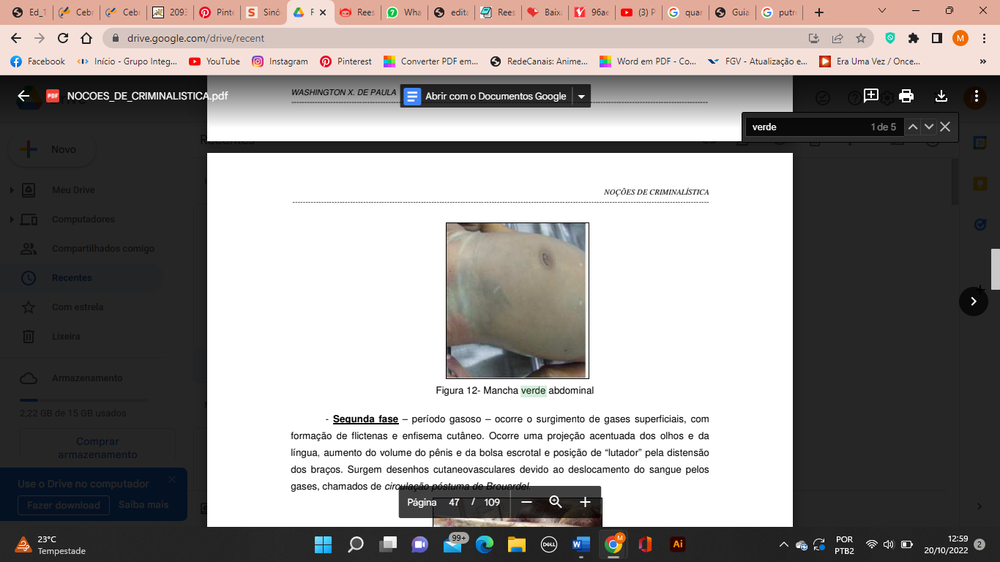 Ed_1
Cebr
Cebr
2093
Pinte
Sinô
F
Rees
Wha
edita
Rees
Baixa
96ae
(3) P
quar
Guia
putr
drive.google.com/drive/recent
M
Facebook
Início - Grupo Integ...
YouTube
Instagram
Pinterest
Converter PDF em...
RedeCanais: Anime...
Word em PDF - Co...
FGV - Atualização e...
Era Uma Vez / Once...
»
PDF
NOCOES_DE_CRIMINALISTICA.pdf
WASHINGTON X. DE PAULA
Abrir com o Documentos Google
verde
1 de 5
Recentes
Novo
Meu Drive
Computadores
Compartilhados comigo
Recentes
Com estrela
Lixeira
Armazenamento
2,22 GB de 15 GB usados
Comprar
armazenamento
Use o Drive no computador
Fazer download
Saiba mais
NOÇÕES DE CRIMINALÍSTICA
Figura 12- Mancha verde abdominal
- Segunda fase – período gasoso – ocorre o surgimento de gases superficiais, com
formação de flictenas e enfisema cutâneo. Ocorre uma projeção acentuada dos olhos e da
língua, aumento do volume do pênis e da bolsa escrotal e posição de “lutador” pela distensão
dos braços. Surgem desenhos cutaneovasculares devido ao deslocamento do sangue pelos
gases, chamados de circulação póstuma de Brouardel.
Página 47 / 109
23°C
Tempestade
99+
DELL
W
M
Ai
POR
PTB2
12:59
20/10/2022
2